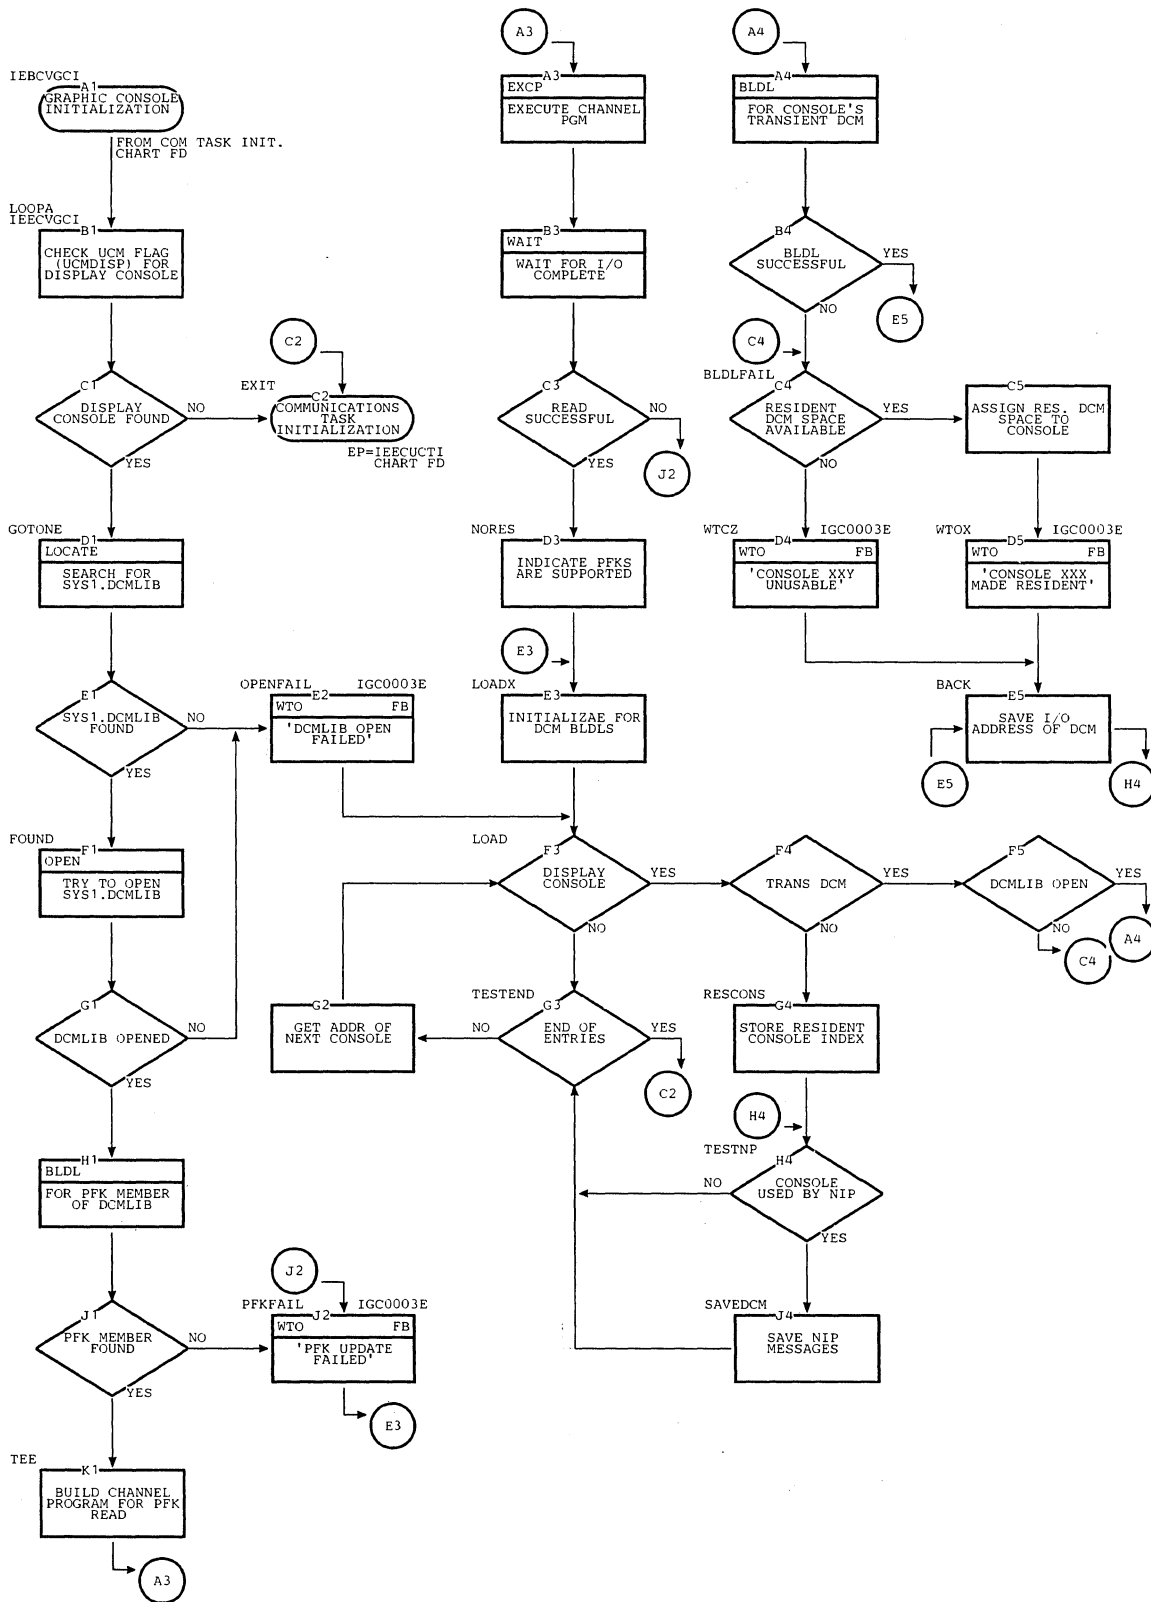 IEBCVGCI
A1
GRAPHIC CONSOLE
INITIALIZATION
FROM COM TASK INIT.
CHART FD
LOOPA
IEECVGCI
B1
CHECK UCM FLAG
(UCMDISP) FOR
DISPLAY CONSOLE
C1
DISPLAY
CONSOLE FOUND
NO
YES
GOTONE
D1
LOCATE
SEARCH FOR
SYS1.DCMLIB
E1
SYS1.DCMLIB
FOUND
NO
YES
FOUND
F1
OPEN
TRY TO OPEN
SYS1.DCMLIB
G1
DCMLIB OPENED
NO
YES
H1
BLDL
FOR PFK MEMBER
OF DCMLIB
J1
PFK MEMBER
FOUND
NO
YES
TEE
K1
BUILD CHANNEL
PROGRAM FOR PFK
READ
A3
C2
EXIT
C2
COMMUNICATIONS
TASK
INITIALIZATION
EP=IEECUCTI
CHART FD
OPENFAIL
IGC0003E
E2
WTO
FB
'DCMLIB OPEN
FAILED'
G2
GET ADDR OF
NEXT CONSOLE
J2
PFKFAIL
IGC0003E
J2
WTO
FB
'PFK UPDATE
FAILED'
E3
A3
A3
EXCP
EXECUTE CHANNEL
PGM
B3
WAIT
WAIT FOR I/O
COMPLETE
C3
READ
SUCCESSFUL
NO
YES
J2
NORES
D3
INDICATE PFKS
ARE SUPPORTED
E3
LOADX
E3
INITIALIZAE FOR
DCM BLDLS
LOAD
F3
DISPLAY
CONSOLE
YES
NO
TESTEND
G3
END OF
ENTRIES
NO
YES
C2
A4
A4
BLDL
FOR CONSOLE'S
TRANSIENT DCM
B4
BLDL
SUCCESSFUL
YES
NO
E5
C4
BLDLFAIL
C4
RESIDENT
DCM SPACE
AVAILABLE
YES
NO
WTCZ
IGC0003E
D4
WTO
FB
'CONSOLE XXY
UNUSABLE'
F4
TRANS DCM
YES
NO
RESCONS
G4
STORE RESIDENT
CONSOLE INDEX
H4
TESTNP
H4
CONSOLE
USED BY NIP
NO
YES
SAVEDCM
J4
SAVE NIP
MESSAGES
C5
ASSIGN RES. DCM
SPACE TO
CONSOLE
WTOX
IGC0003E
D5
WTO
FB
'CONSOLE XXX
MADE RESIDENT'
BACK
E5
SAVE I/O
ADDRESS OF DCM
E5
H4
F5
DCMLIB OPEN
YES
NO
C4
A4